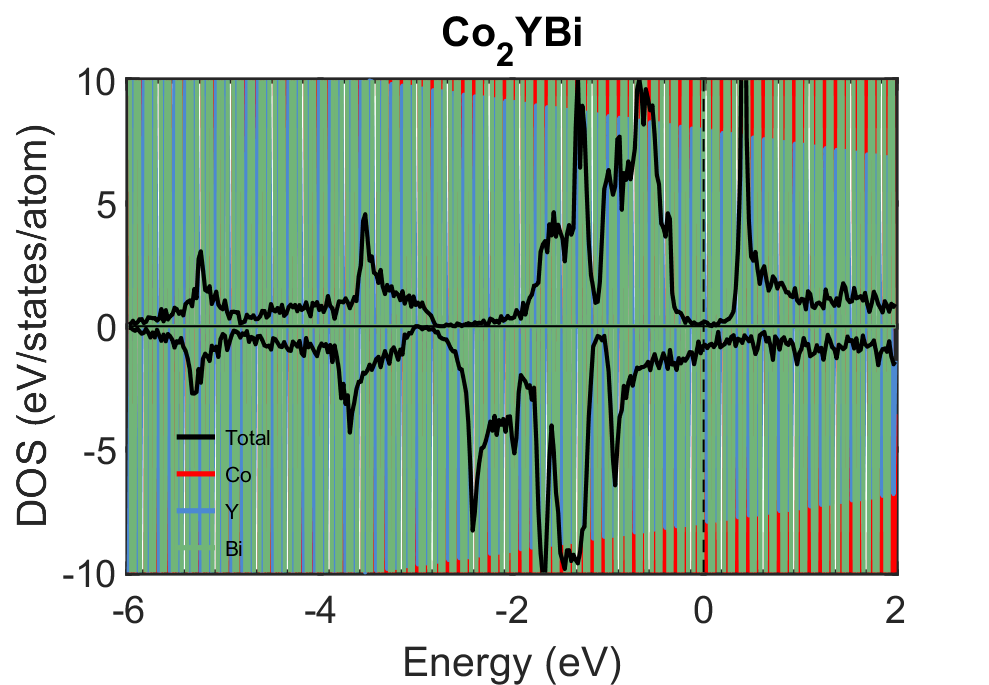 Co2YBi
10
5
0
-5
-10
DOS (eV/states/atom)
Total
Co
Y
Bi
-6
-4
-2
0
2
Energy (eV)